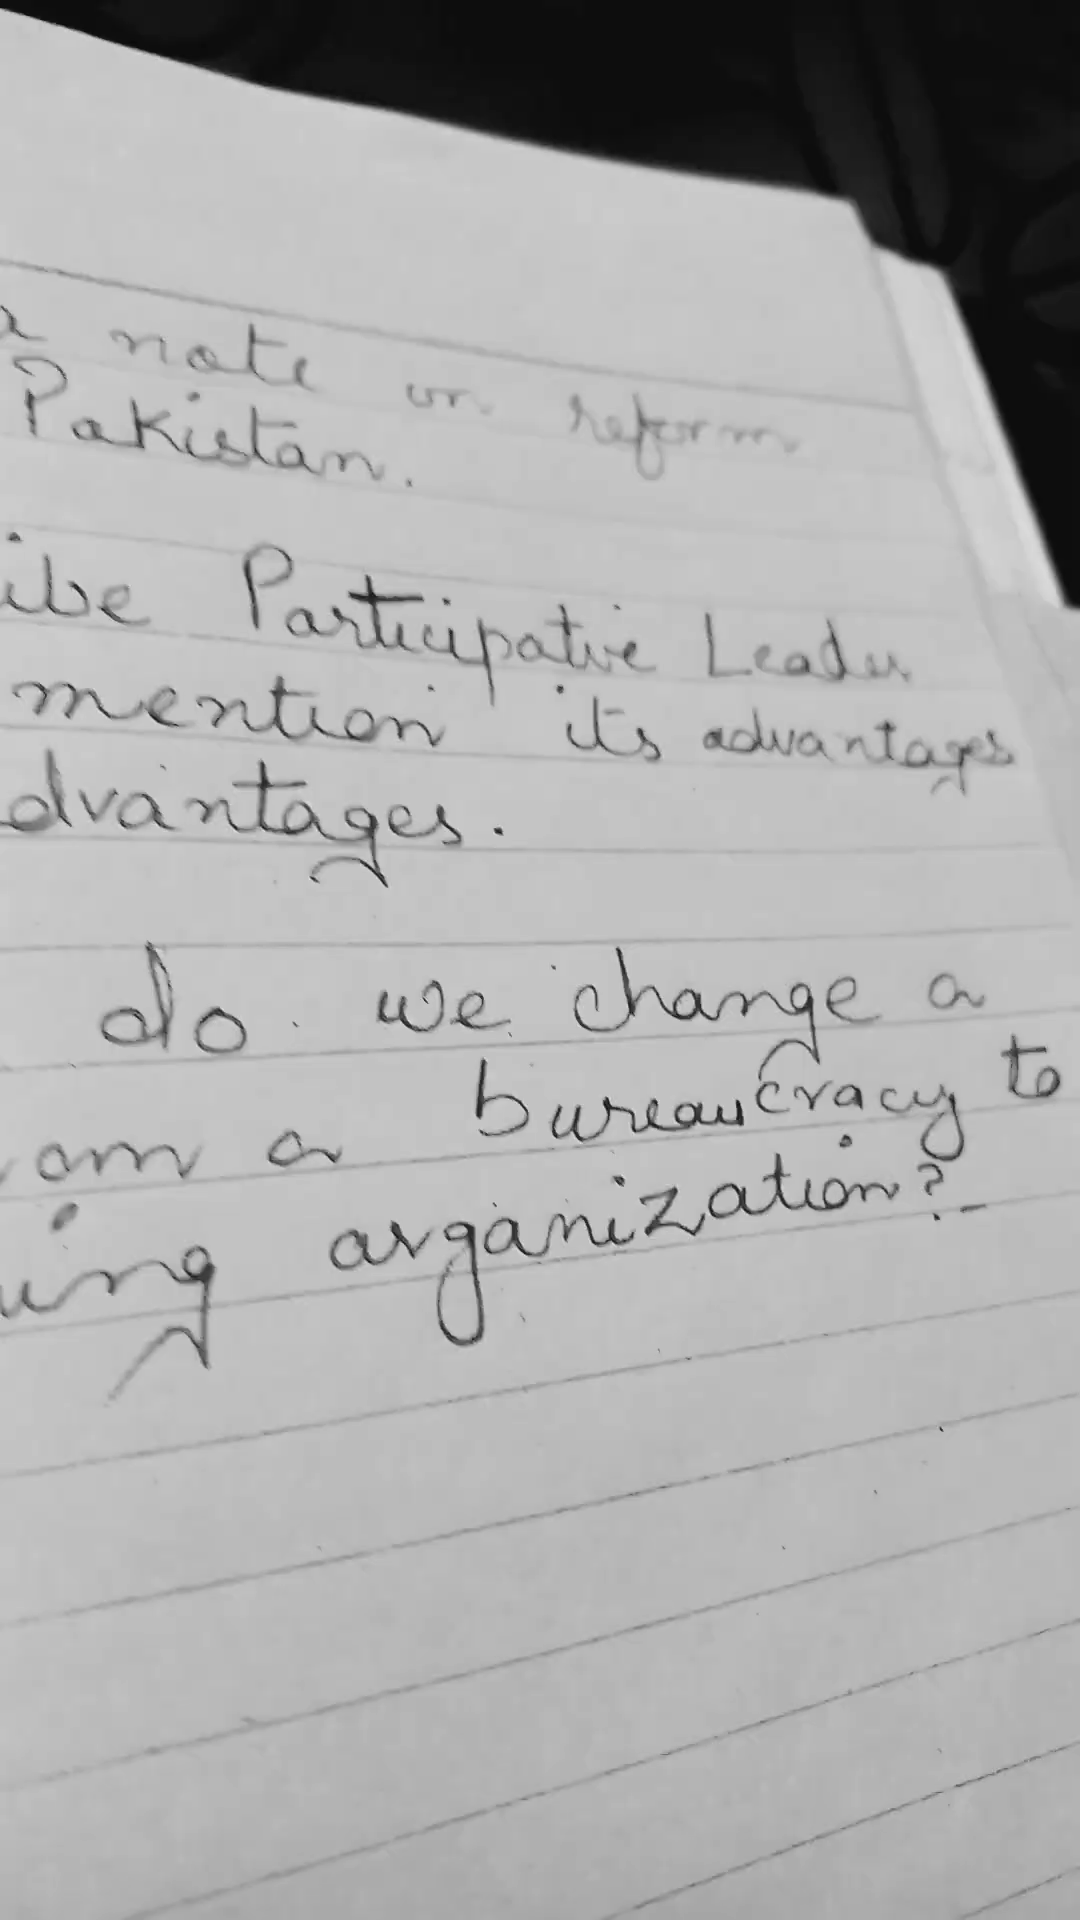 a note on reform
Pakistan.
ibe Participative Leader
mention its advantages
dvantages.
do we change a
om a bureaucracy to
ing organization?